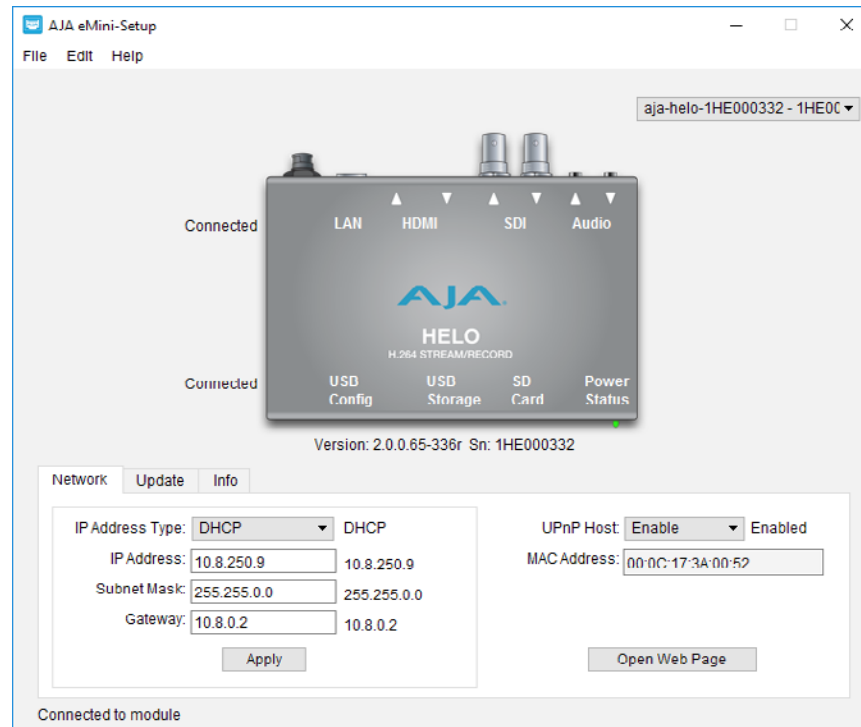 AJA eMini-Setup
File Edit Help
aja-helo-1HE000332 - 1HE0
Connected
LAN HDMI SDI Audio
AJA
HELO
H.264 STREAM/RECORD
Connected
USB Config
USB Storage
SD Card
Power Status
Version: 2.0.0.65-336r Sn: 1HE000332
Network Update Info
IP Address Type: DHCP DHCP
IP Address: 10.8.250.9 10.8.250.9
Subnet Mask: 255.255.0.0 255.255.0.0
Gateway: 10.8.0.2 10.8.0.2
Apply
UPnP Host: Enable Enabled
MAC Address: 00:0C:17:3A:00:52
Open Web Page
Connected to module